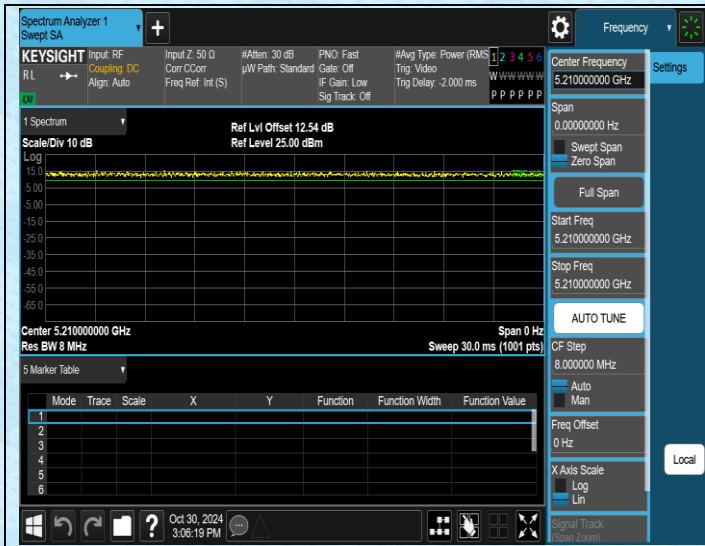 Spectrum Analyzer 1
Swept SA
Frequency
KEYSIGHT
RL
LXI
Input: RF
Coupling: DC
Align: Auto
Input Z: 50 Ω
Corr CCorr
Freq Ref: Int (S)
#Atten: 30 dB
µW Path: Standard
PNO: Fast
Gate: Off
IF Gain: Low
Sig Track: Off
#Avg Type: Power (RMS
Trig: Video
Trig Delay: -2.000 ms
1 2 3 4 5 6
W W W W W W
P P P P P P
1 Spectrum
Scale/Div 10 dB
Ref Lvl Offset 12.54 dB
Ref Level 25.00 dBm
Log
15.0
5.00
-5.00
-15.0
-25.0
-35.0
-45.0
-55.0
-65.0
Center 5.210000000 GHz
Span 0 Hz
Res BW 8 MHz
Sweep 30.0 ms (1001 pts)
5 Marker Table
Mode Trace Scale X Y Function Function Width Function Value
1
2
3
4
5
6
Oct 30, 2024
3:06:19 PM
Center Frequency
5.210000000 GHz
Span
0.00000000 Hz
Swept Span
Zero Span
Full Span
Start Freq
5.210000000 GHz
Stop Freq
5.210000000 GHz
AUTO TUNE
CF Step
8.000000 MHz
Auto
Man
Freq Offset
0 Hz
X Axis Scale
Log
Lin
Signal Track
(Span Zoom)
Settings
Local